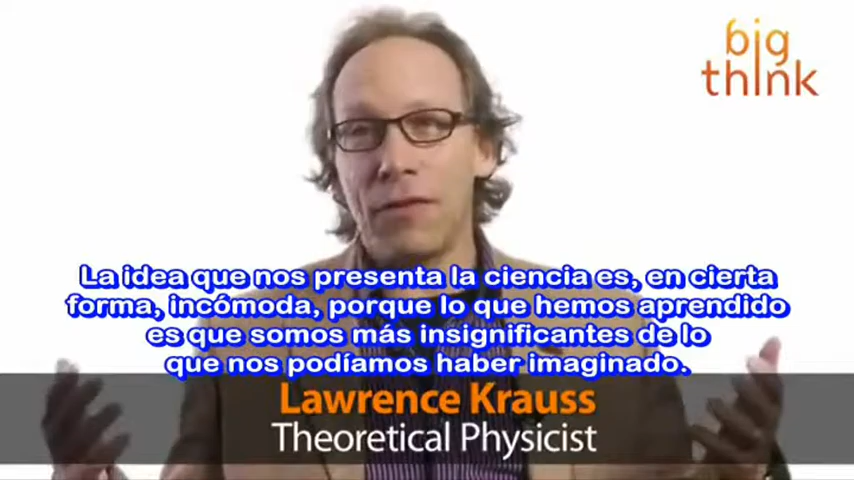 big
think
La idea que nos presenta la ciencia es, en cierta
forma, incómoda, porque lo que hemos aprendido
es que somos más insignificantes de lo
que nos podíamos haber imaginado.
Lawrence Krauss
Theoretical Physicist